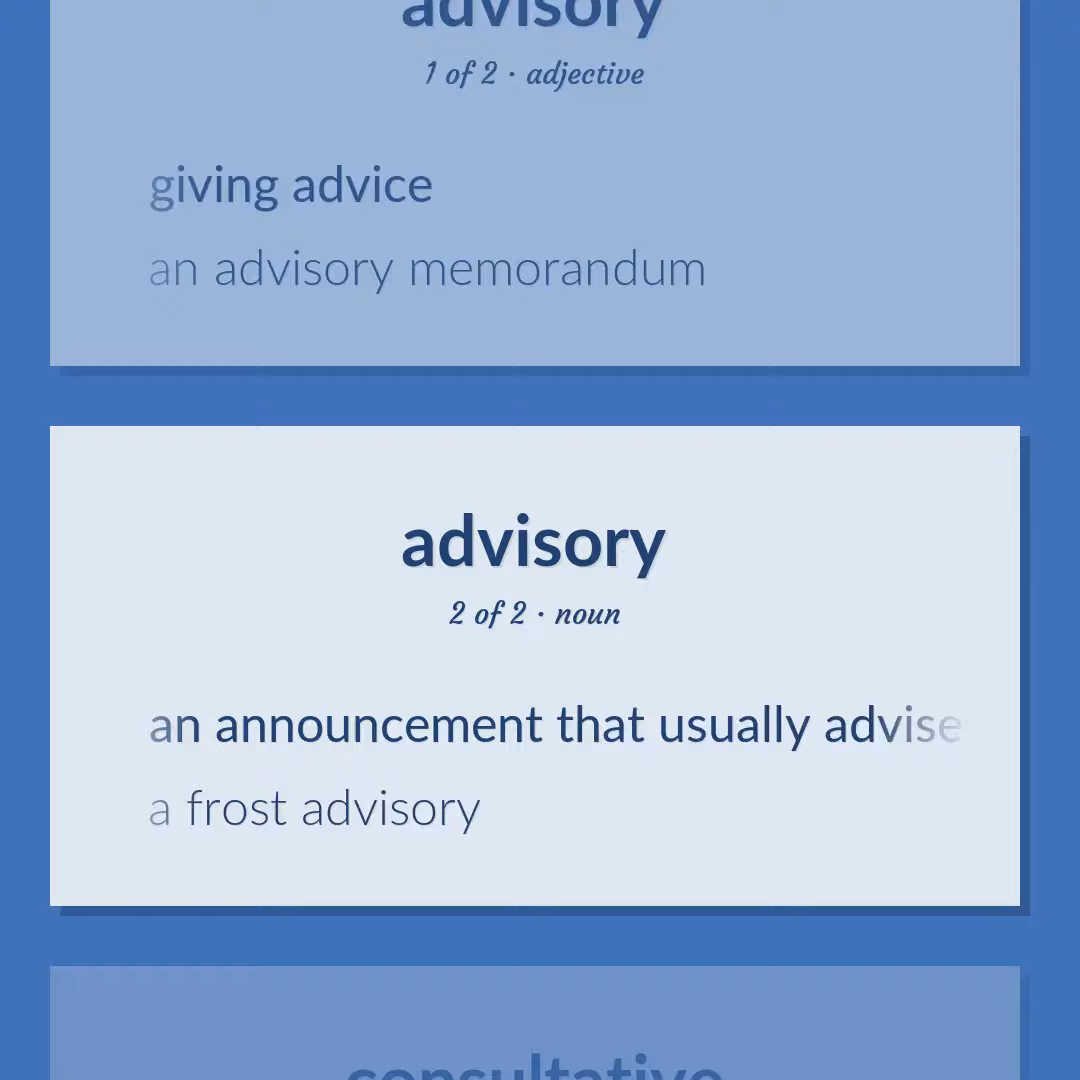 advisory
1 of 2 · adjective
giving advice
an advisory memorandum
advisory
2 of 2 · noun
an announcement that usually advise
a frost advisory
consultative